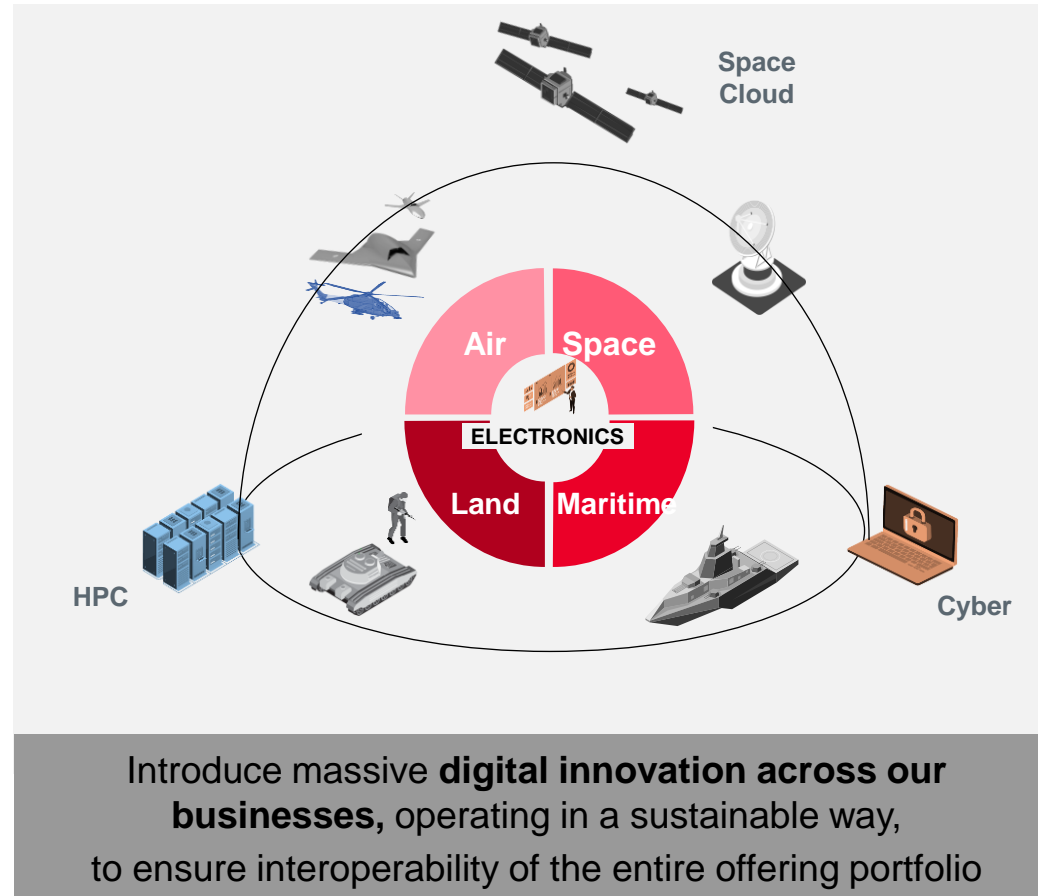 Space
Cloud
Air
Space
ELECTRONICS
Land
Maritime
HPC
Cyber
Introduce massive digital innovation across our
businesses, operating in a sustainable way,
to ensure interoperability of the entire offering portfolio